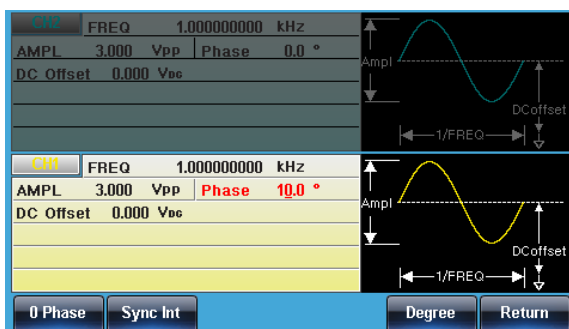 CH2 FREQ 1.000000000 kHz
AMPL 3.000 Vpp Phase 0.0 °
DC Offset 0.000 VDC
Ampl
DCoffset
1/FREQ
CH1 FREQ 1.000000000 kHz
AMPL 3.000 Vpp Phase 10.0 °
DC Offset 0.000 VDC
Ampl
DCoffset
1/FREQ
0 Phase Sync Int Degree Return